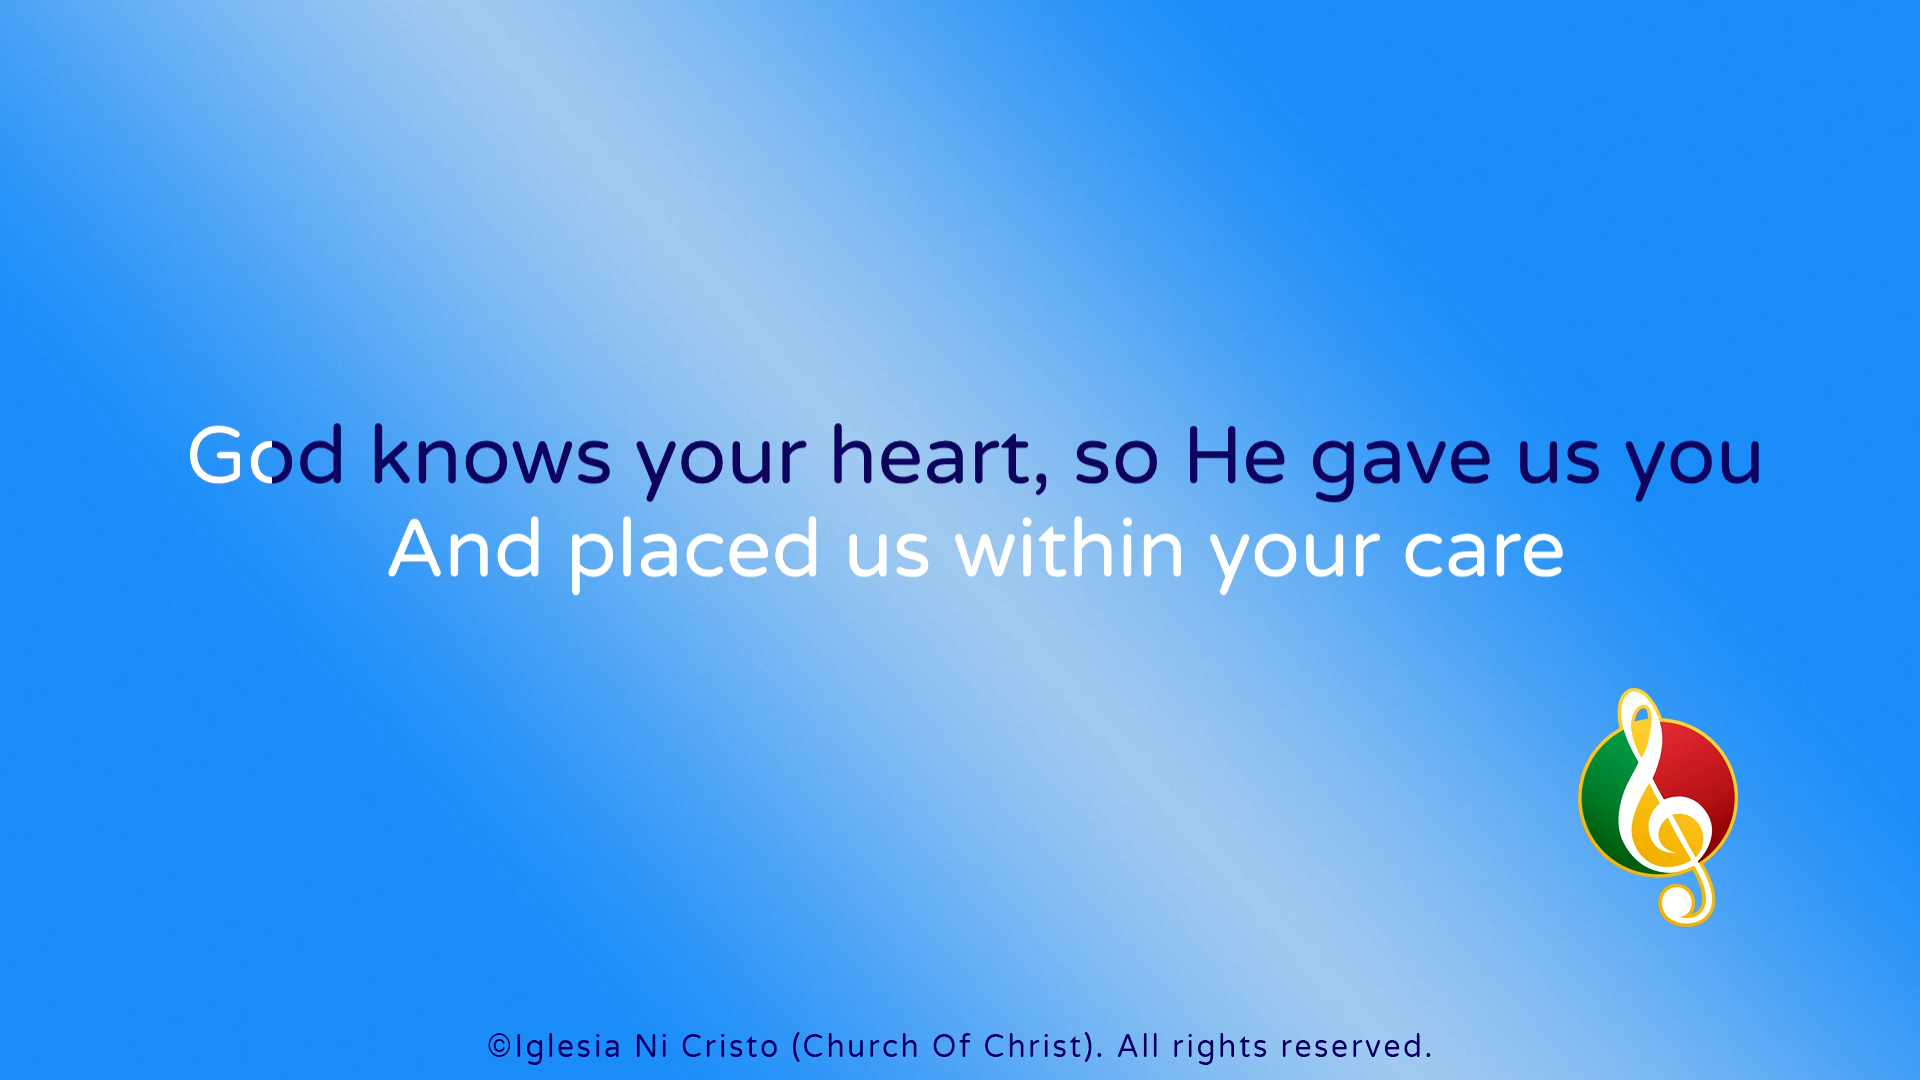 God knows your heart, so He gave us you
And placed us within your care
©Iglesia Ni Cristo (Church Of Christ). All rights reserved.